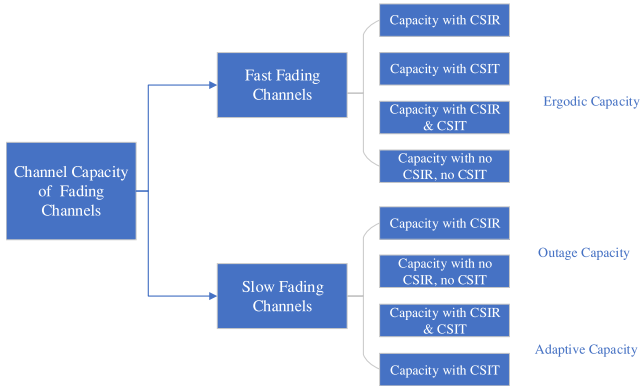 Channel Capacity
of Fading
Channels
Fast Fading
Channels
Capacity with CSIR
Capacity with CSIT
Capacity with CSIR
& CSIT
Capacity with no
CSIR, no CSIT
Ergodic Capacity
Slow Fading
Channels
Capacity with CSIR
Capacity with no
CSIR, no CSIT
Outage Capacity
Capacity with CSIR
& CSIT
Capacity with CSIT
Adaptive Capacity